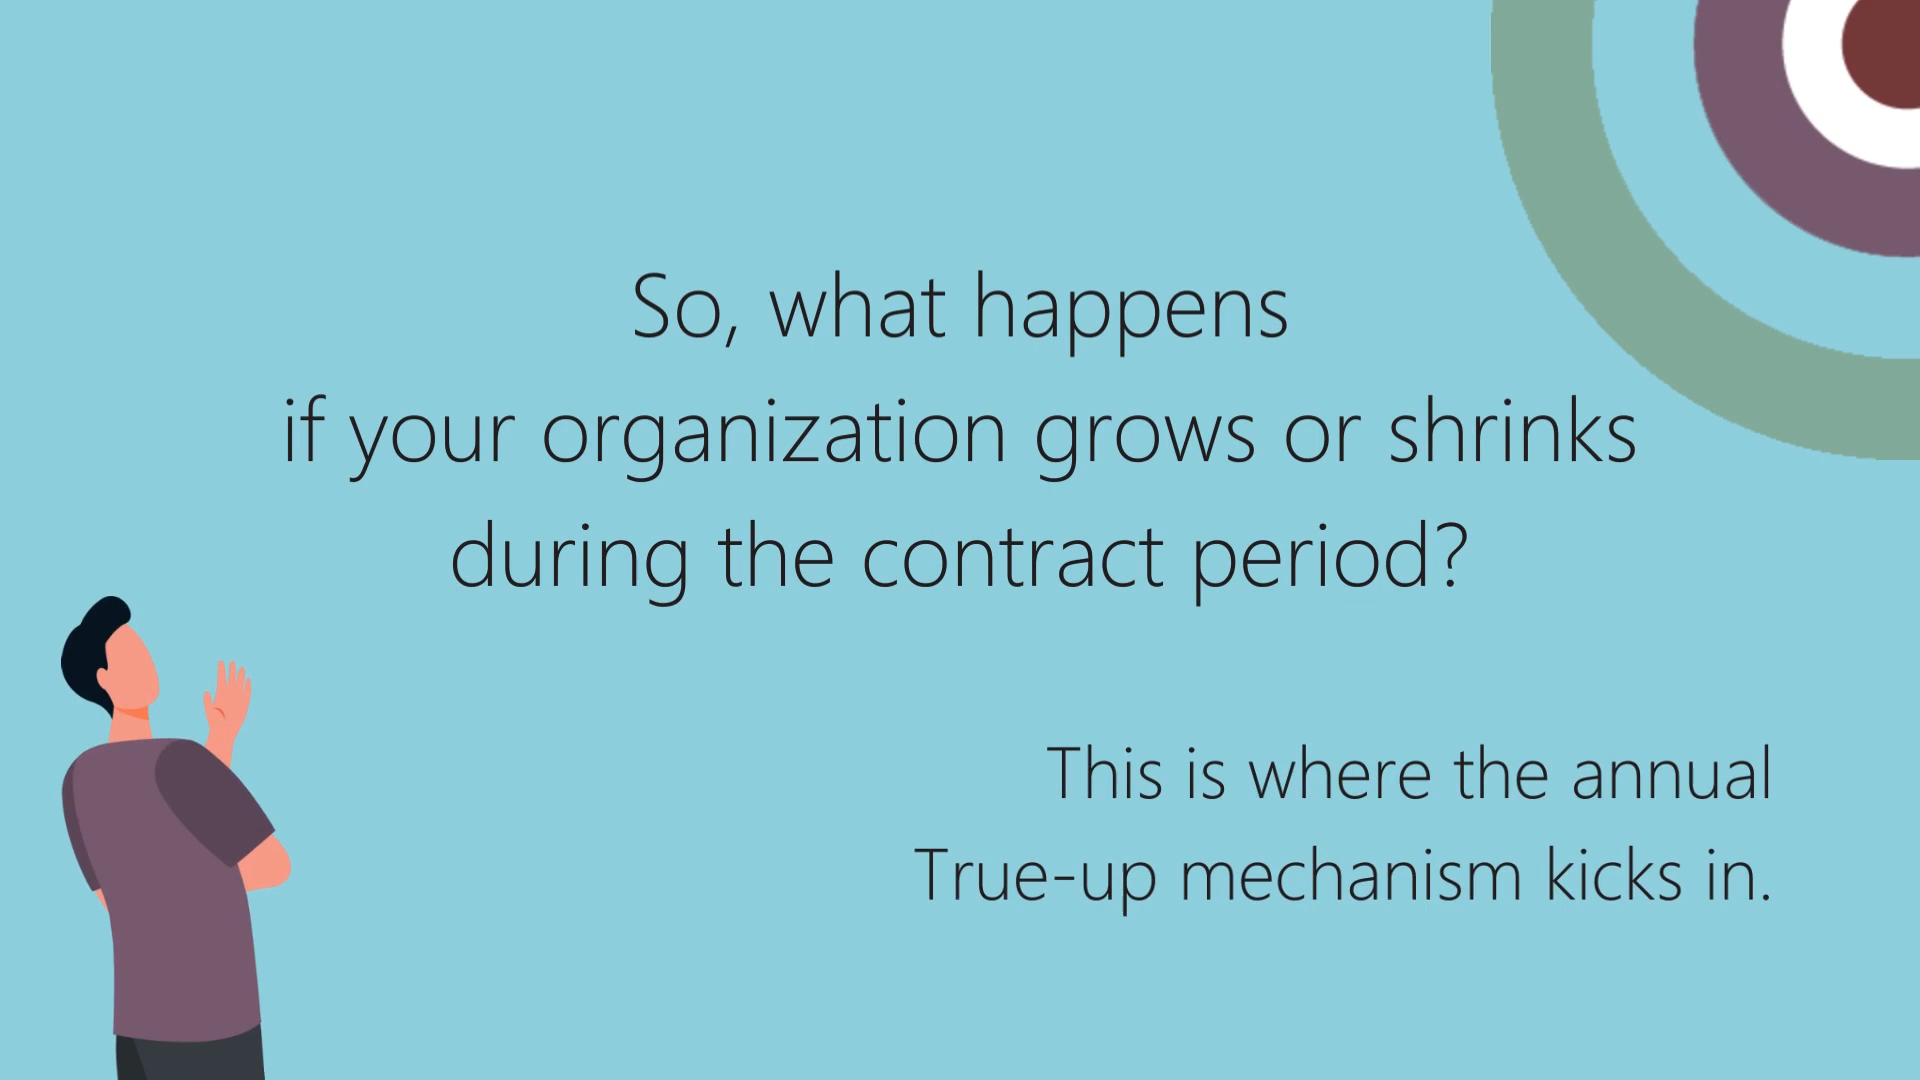 So, what happens
if your organization grows or shrinks
during the contract period?
This is where the annual
True-up mechanism kicks in.